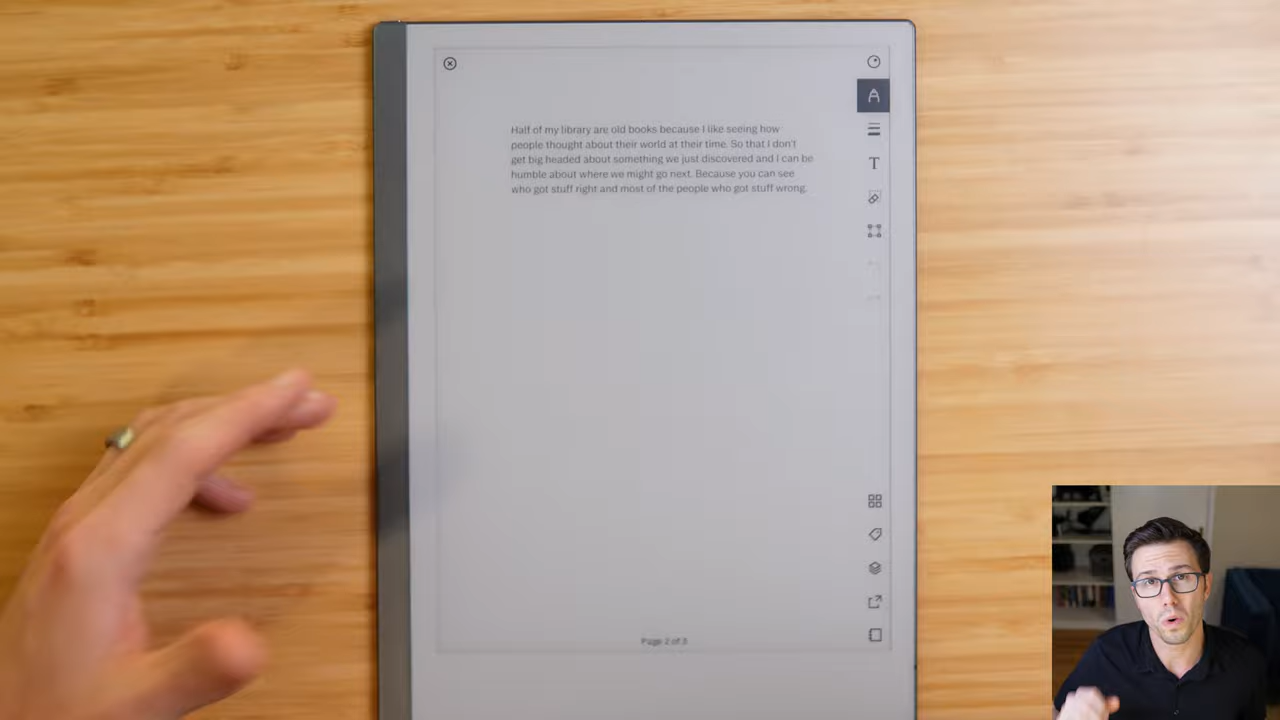 Half of my library are old books because I like seeing how
people thought about their world at their time. So that I don't
get big headed about something we just discovered and I can be
humble about where we might go next. Because you can see
who got stuff right and most of the people who got stuff wrong.
T
Page 2 of 3